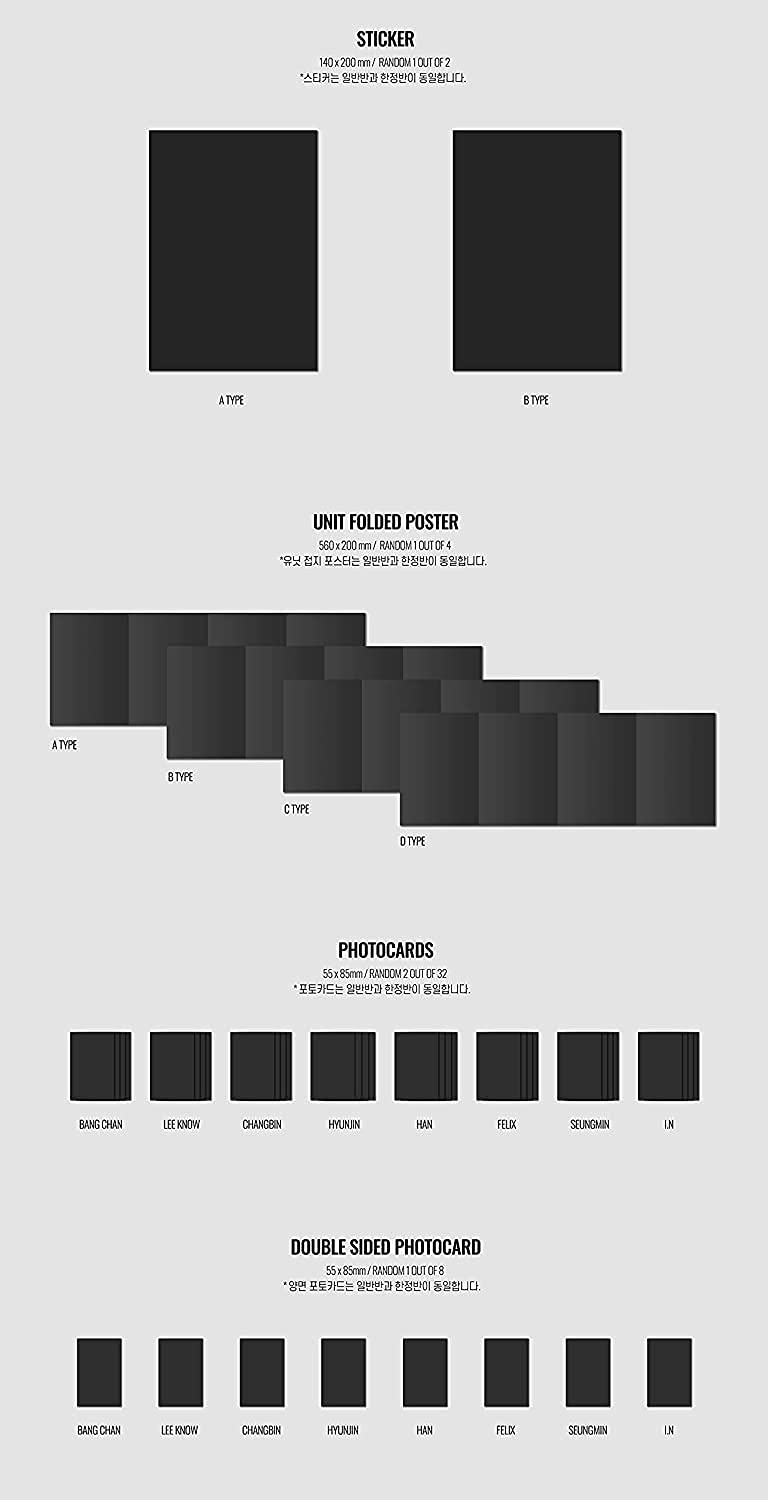 STICKER
140 x 200 mm / RANDOM 1 OUT OF 2
*스티커는 일반반과 한정반이 동일합니다.
A TYPE
B TYPE
UNIT FOLDED POSTER
560 x 200 mm / RANDOM 1 OUT OF 4
*유닛 접지 포스터는 일반반과 한정반이 동일합니다.
A TYPE
B TYPE
C TYPE
D TYPE
PHOTOCARDS
55 x 85mm / RANDOM 2 OUT OF 32
* 포토카드는 일반반과 한정반이 동일합니다.
BANG CHAN
LEE KNOW
CHANGBIN
HYUNJIN
HAN
FELIX
SEUNGMIN
I.N
DOUBLE SIDED PHOTOCARD
55 x 85mm / RANDOM 1 OUT OF 8
* 양면 포토카드는 일반반과 한정반이 동일합니다.
BANG CHAN
LEE KNOW
CHANGBIN
HYUNJIN
HAN
FELIX
SEUNGMIN
I.N